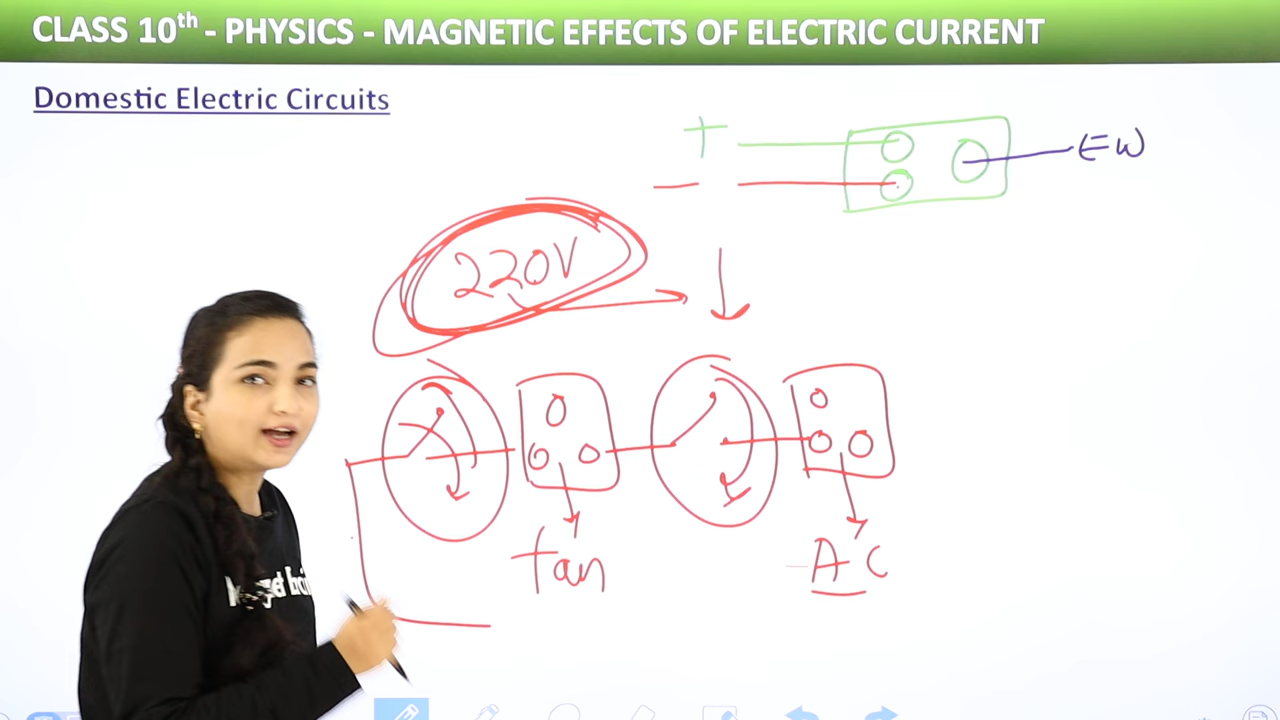 CLASS 10th - PHYSICS - MAGNETIC EFFECTS OF ELECTRIC CURRENT
Domestic Electric Circuits
+
EW
-
220V
fan
AC